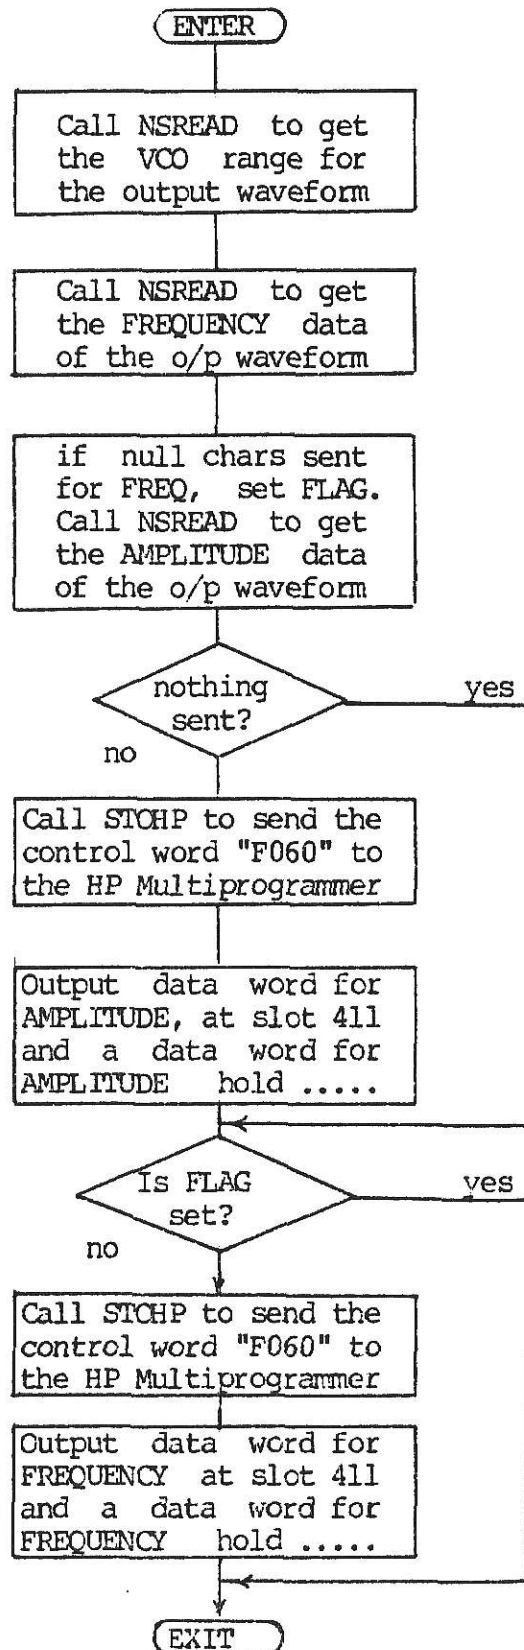 ENTER
Call NSREAD to get
the VCO range for
the output waveform
Call NSREAD to get
the FREQUENCY data
of the o/p waveform
if null chars sent
for FREQ, set FLAG.
Call NSREAD to get
the AMPLITUDE data
of the o/p waveform
nothing
sent?
yes
no
Call STCHP to send the
control word "F060" to
the HP Multiprogrammer
Output data word for
AMPLITUDE, at slot 411
and a data word for
AMPLITUDE hold .....
Is FLAG
set?
yes
no
Call STCHP to send the
control word "F060" to
the HP Multiprogrammer
Output data word for
FREQUENCY at slot 411
and a data word for
FREQUENCY hold .....
EXIT